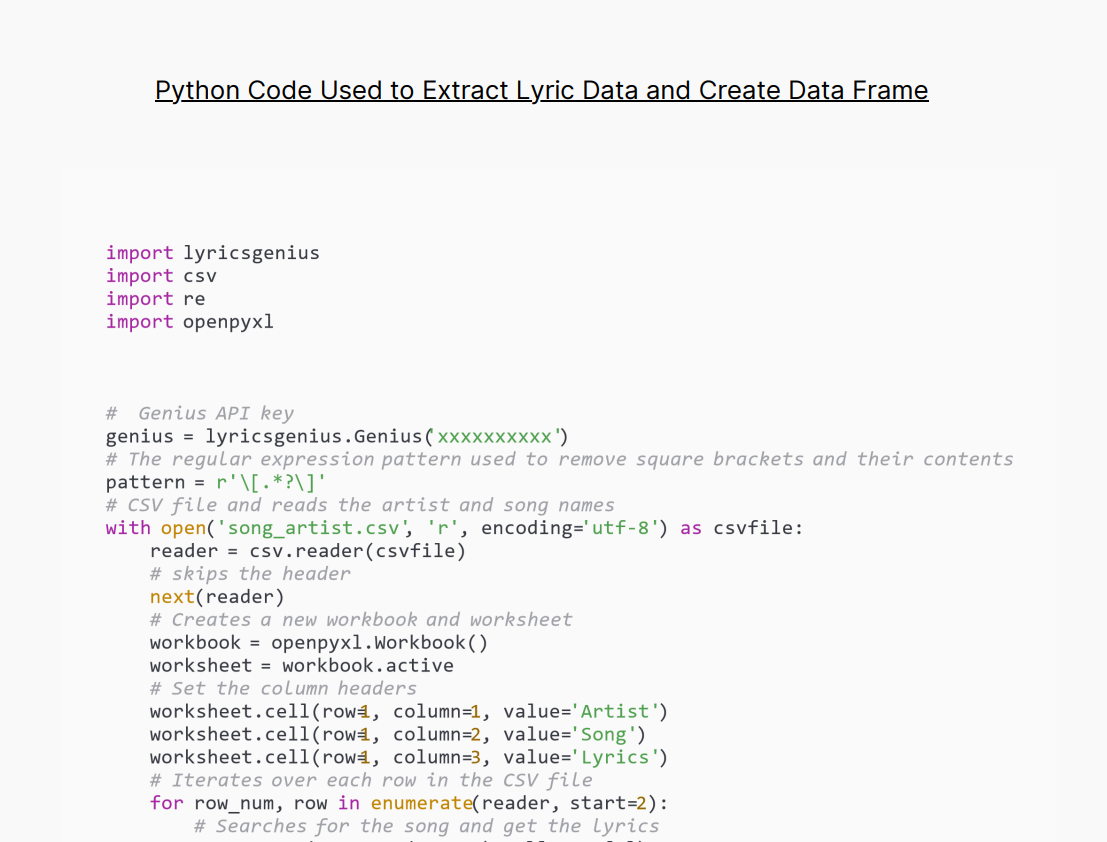 Python Code Used to Extract Lyric Data and Create Data Frame
import lyricsgenius
import csv
import re
import openpyxl
#  Genius API key
genius = lyricsgenius.Genius('xxxxxxxxxx')
# The regular expression pattern used to remove square brackets and their contents
pattern = r'\[.*?\]'
# CSV file and reads the artist and song names
with open('song_artist.csv', 'r', encoding='utf-8') as csvfile:
    reader = csv.reader(csvfile)
    # skips the header
    next(reader)
    # Creates a new workbook and worksheet
    workbook = openpyxl.Workbook()
    worksheet = workbook.active
    # Set the column headers
    worksheet.cell(row=1, column=1, value='Artist')
    worksheet.cell(row=1, column=2, value='Song')
    worksheet.cell(row=1, column=3, value='Lyrics')
    # Iterates over each row in the CSV file
    for row_num, row in enumerate(reader, start=2):
        # Searches for the song and get the lyrics